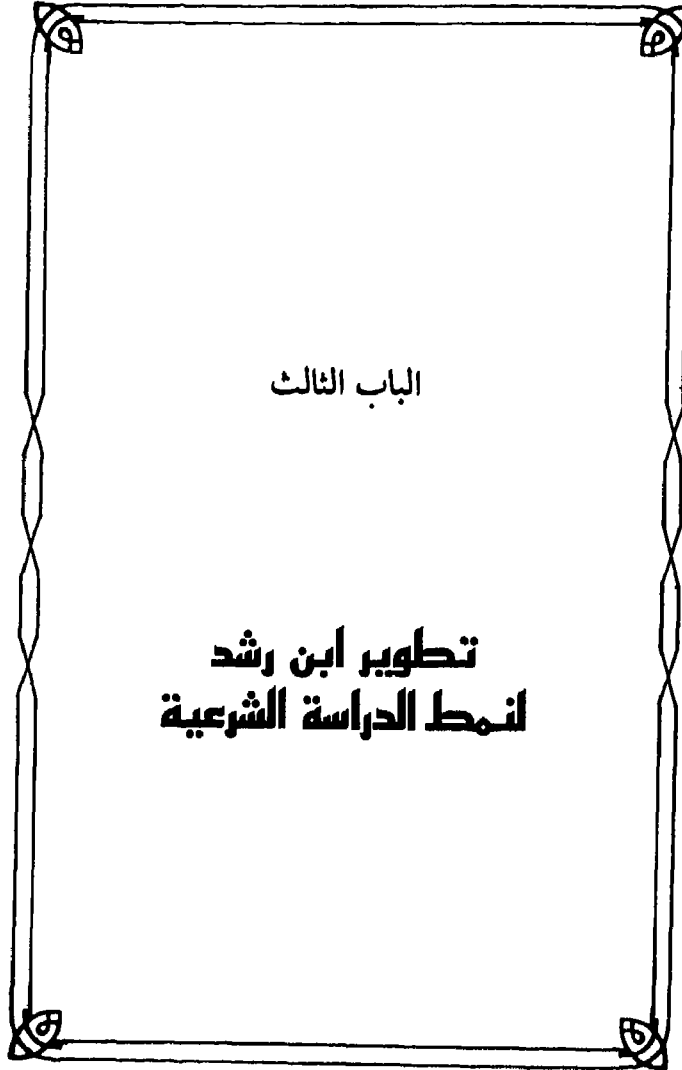 الباب الثالث
تطوير ابن رشد
لنمط الدراسة الشرعية